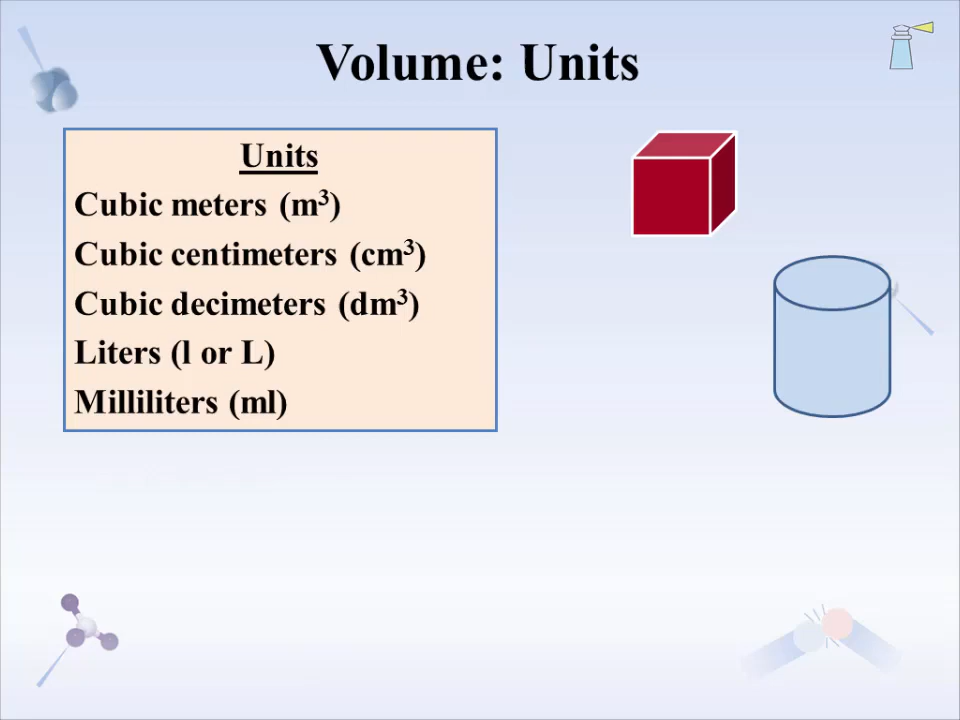 Volume: Units
Units
Cubic meters (m³)
Cubic centimeters (cm³)
Cubic decimeters (dm³)
Liters (l or L)
Milliliters (ml)